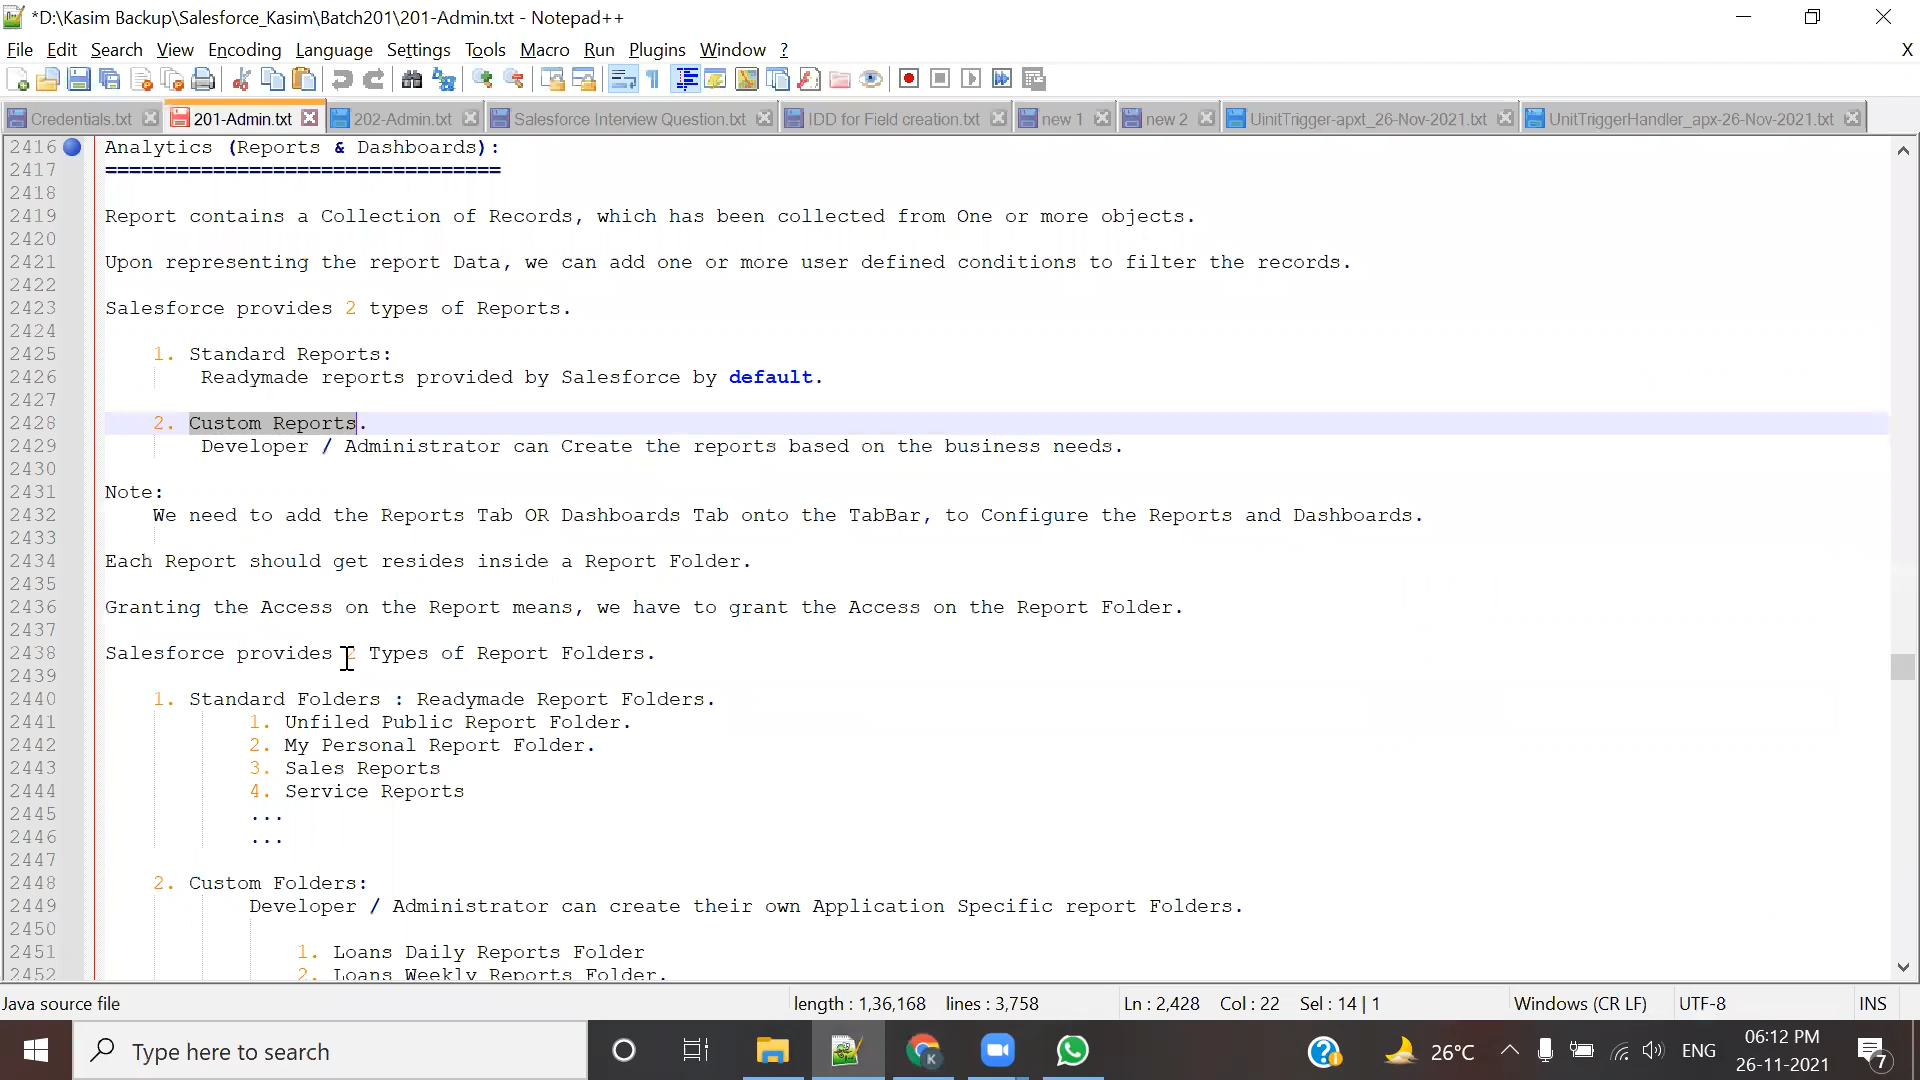 *D:\Kasim Backup\Salesforce_Kasim\Batch201\201-Admin.txt - Notepad++
File Edit Search View Encoding Language Settings Tools Macro Run Plugins Window ? X
Credentials.txt 201-Admin.txt 202-Admin.txt Salesforce Interview Question.txt IDD for Field creation.txt new 1 new 2 UinitTrigger-apxt_26-Nov-2021.txt UnitTriggerHandler_apx-26-Nov-2021.txt
2416 Analytics (Reports & Dashboards):
2417 =================================
2418
2419 Report contains a Collection of Records, which has been collected from One or more objects.
2420
2421 Upon representing the report Data, we can add one or more user defined conditions to filter the records.
2422
2423 Salesforce provides 2 types of Reports.
2424
2425 1. Standard Reports:
2426 Readymade reports provided by Salesforce by default.
2427
2428 2. Custom Reports.
2429 Developer / Administrator can Create the reports based on the business needs.
2430
2431 Note:
2432 We need to add the Reports Tab OR Dashboards Tab onto the TabBar, to Configure the Reports and Dashboards.
2433
2434 Each Report should get resides inside a Report Folder.
2435
2436 Granting the Access on the Report means, we have to grant the Access on the Report Folder.
2437
2438 Salesforce provides 2 Types of Report Folders.
2439
2440 1. Standard Folders : Readymade Report Folders.
2441 1. Unfiled Public Report Folder.
2442 2. My Personal Report Folder.
2443 3. Sales Reports
2444 4. Service Reports
2445 ...
2446 ...
2447
2448 2. Custom Folders:
2449 Developer / Administrator can create their own Application Specific report Folders.
2450
2451 1. Loans Daily Reports Folder
2452 2. Loans Weekly Reports Folder.
Java source file length : 1,36,168 lines : 3,758 Ln : 2,428 Col : 22 Sel : 14 | 1 Windows (CR LF) UTF-8 INS
Type here to search 26°C ENG 06:12 PM
26-11-2021 7